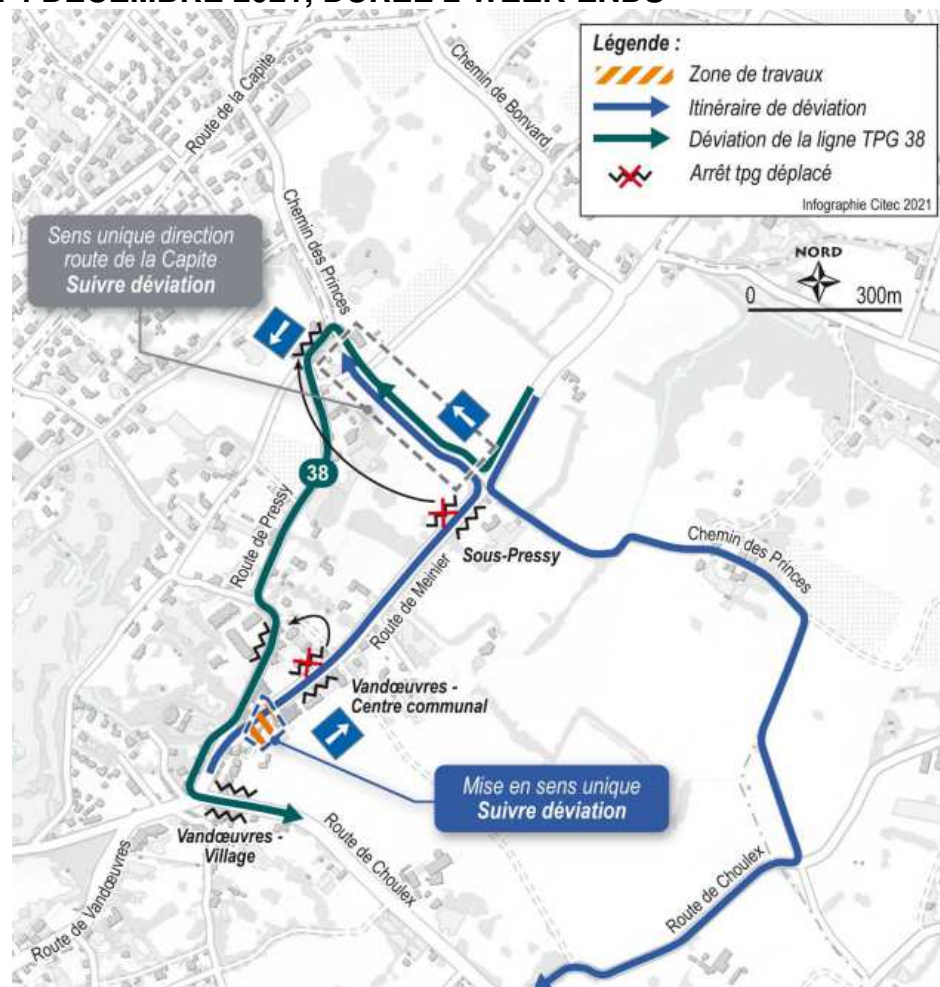 DECEMBRE 2021, DURÉE 2 WEEK-ENDS
Légende :
Zone de travaux
Itinéraire de déviation
Déviation de la ligne TPG 38
Arrêt tpg déplacé
Infographie Citec 2021
NORD
0 300m
Route de la Capite
Chemin de Bonvard
Chemin des Princes
Sens unique direction
route de la Capite
Suivre déviation
38
Route de Pressy
Sous-Pressy
Chemin des Princes
Route de Meinier
Vandœuvres -
Centre communal
Mise en sens unique
Suivre déviation
Vandœuvres -
Village
Route de Choulex
Route de Vandœuvres
Route de Choulex